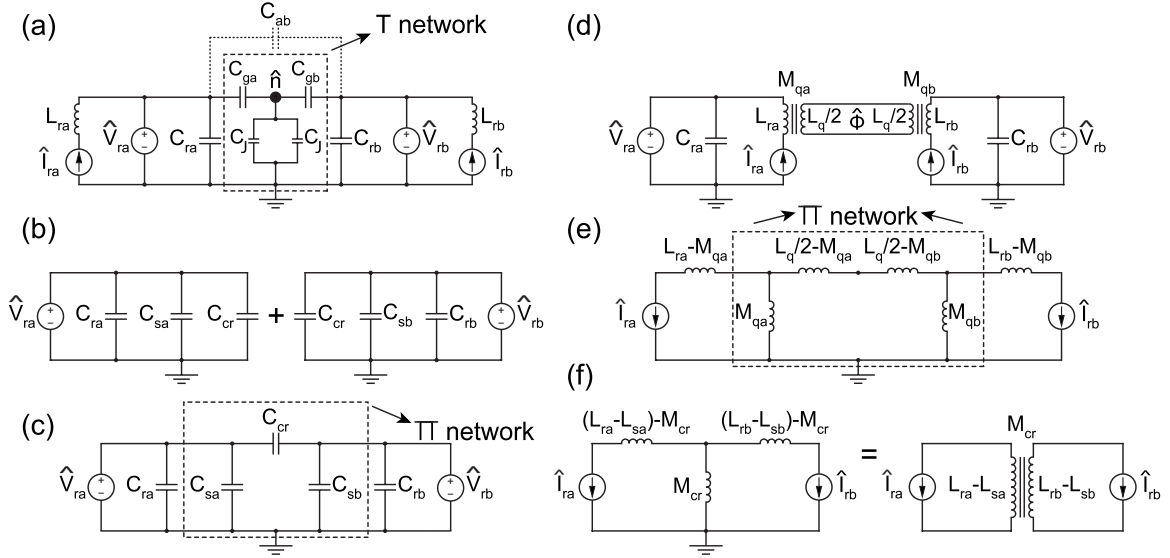 (a)
C_ab
T network
C_ga n̂ C_gb
L_ra V̂_ra C_ra C_J C_J C_rb V̂_rb L_rb
Î_ra Î_rb
+ − + −
(b)
V̂_ra C_ra C_sa C_cr + C_cr C_sb C_rb V̂_rb
+ − + −
(c)
C_cr
Π network
V̂_ra C_ra C_sa C_sb C_rb V̂_rb
+ − + −
(d)
M_qa M_qb
V̂_ra C_ra L_ra L_q/2 Φ̂ L_q/2 L_rb C_rb V̂_rb
Î_ra Î_rb
+ − + −
(e)
Π network
L_ra-M_qa L_q/2-M_qa L_q/2-M_qb L_rb-M_qb
Î_ra M_qa M_qb Î_rb
(f)
(L_ra-L_sa)-M_cr (L_rb-L_sb)-M_cr
M_cr
Î_ra M_cr Î_rb = Î_ra L_ra-L_sa L_rb-L_sb Î_rb